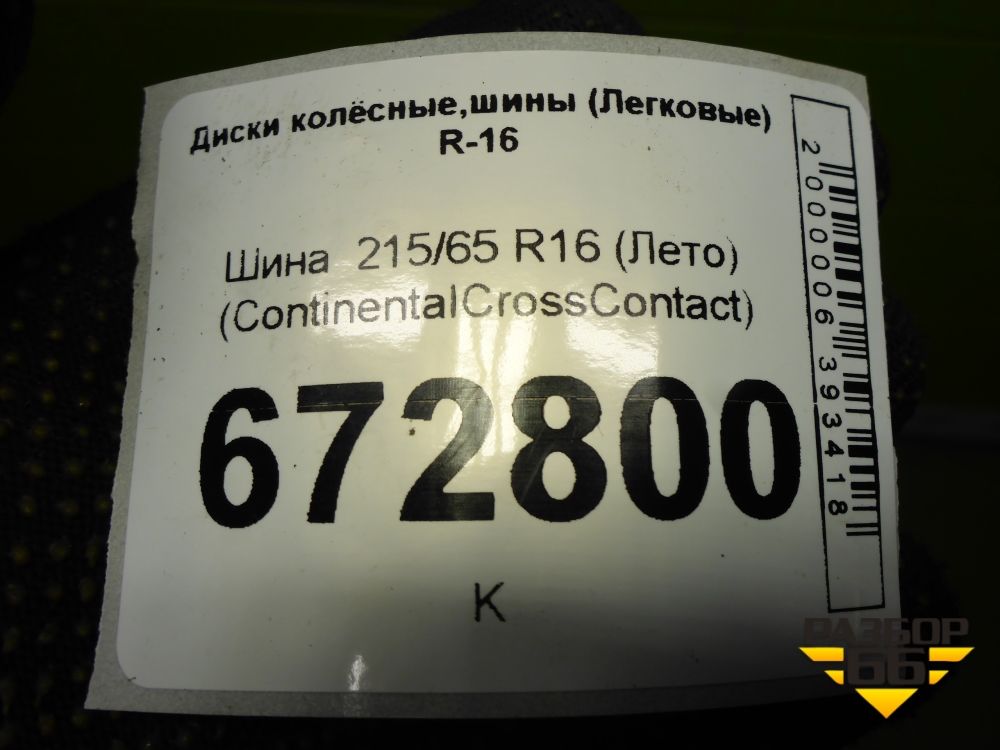 Диски колёсные,шины (Легковые)
R-16
Шина 215/65 R16 (Лето)
(ContinentalCrossContact)
672800
К
2000006393418
РАЗБОР
66